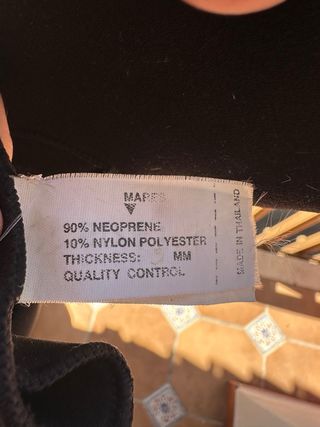 MARES
90% NEOPRENE
10% NYLON POLYESTER
THICKNESS: MM
QUALITY CONTROL
MADE IN THAILAND